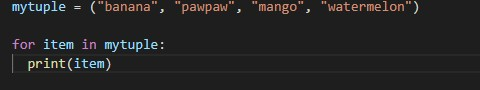 mytuple = ("banana", "pawpaw", "mango", "watermelon")
for item in mytuple:
  print(item)